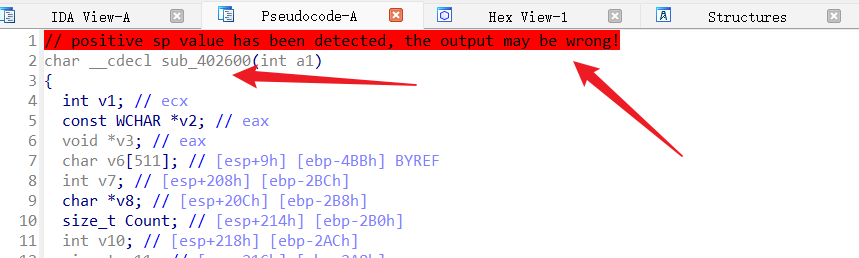 IDA View-A Pseudocode-A Hex View-1 Structures
1 // positive sp value has been detected, the output may be wrong!
2 char __cdecl sub_402600(int a1)
3 {
4 int v1; // ecx
5 const WCHAR *v2; // eax
6 void *v3; // eax
7 char v6[511]; // [esp+9h] [ebp-4BBh] BYREF
8 int v7; // [esp+208h] [ebp-2BCh]
9 char *v8; // [esp+20Ch] [ebp-2B8h]
10 size_t Count; // [esp+214h] [ebp-2B0h]
11 int v10; // [esp+218h] [ebp-2ACh]